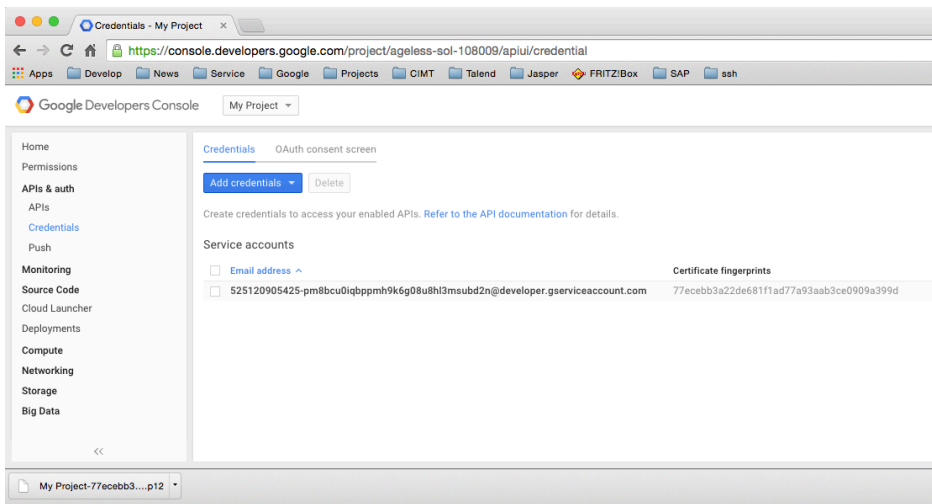 Credentials - My Project ×
https://console.developers.google.com/project/ageless-sol-108009/apiui/credential
Apps Develop News Service Google Projects CIMT Talend Jasper FRITZ!Box SAP ssh
Google Developers Console My Project
Home
Permissions
APIs & auth
APIs
Credentials
Push
Monitoring
Source Code
Cloud Launcher
Deployments
Compute
Networking
Storage
Big Data
<<
Credentials OAuth consent screen
Add credentials Delete
Create credentials to access your enabled APIs. Refer to the API documentation for details.
Service accounts
Email address Certificate fingerprints
525120905425-pm8bcu0iqbppmh9k6g08u8hl3msubd2n@developer.gserviceaccount.com 77ecebb3a22de681f1ad77a93aab3ce0909a399d
My Project-77ecebb3....p12